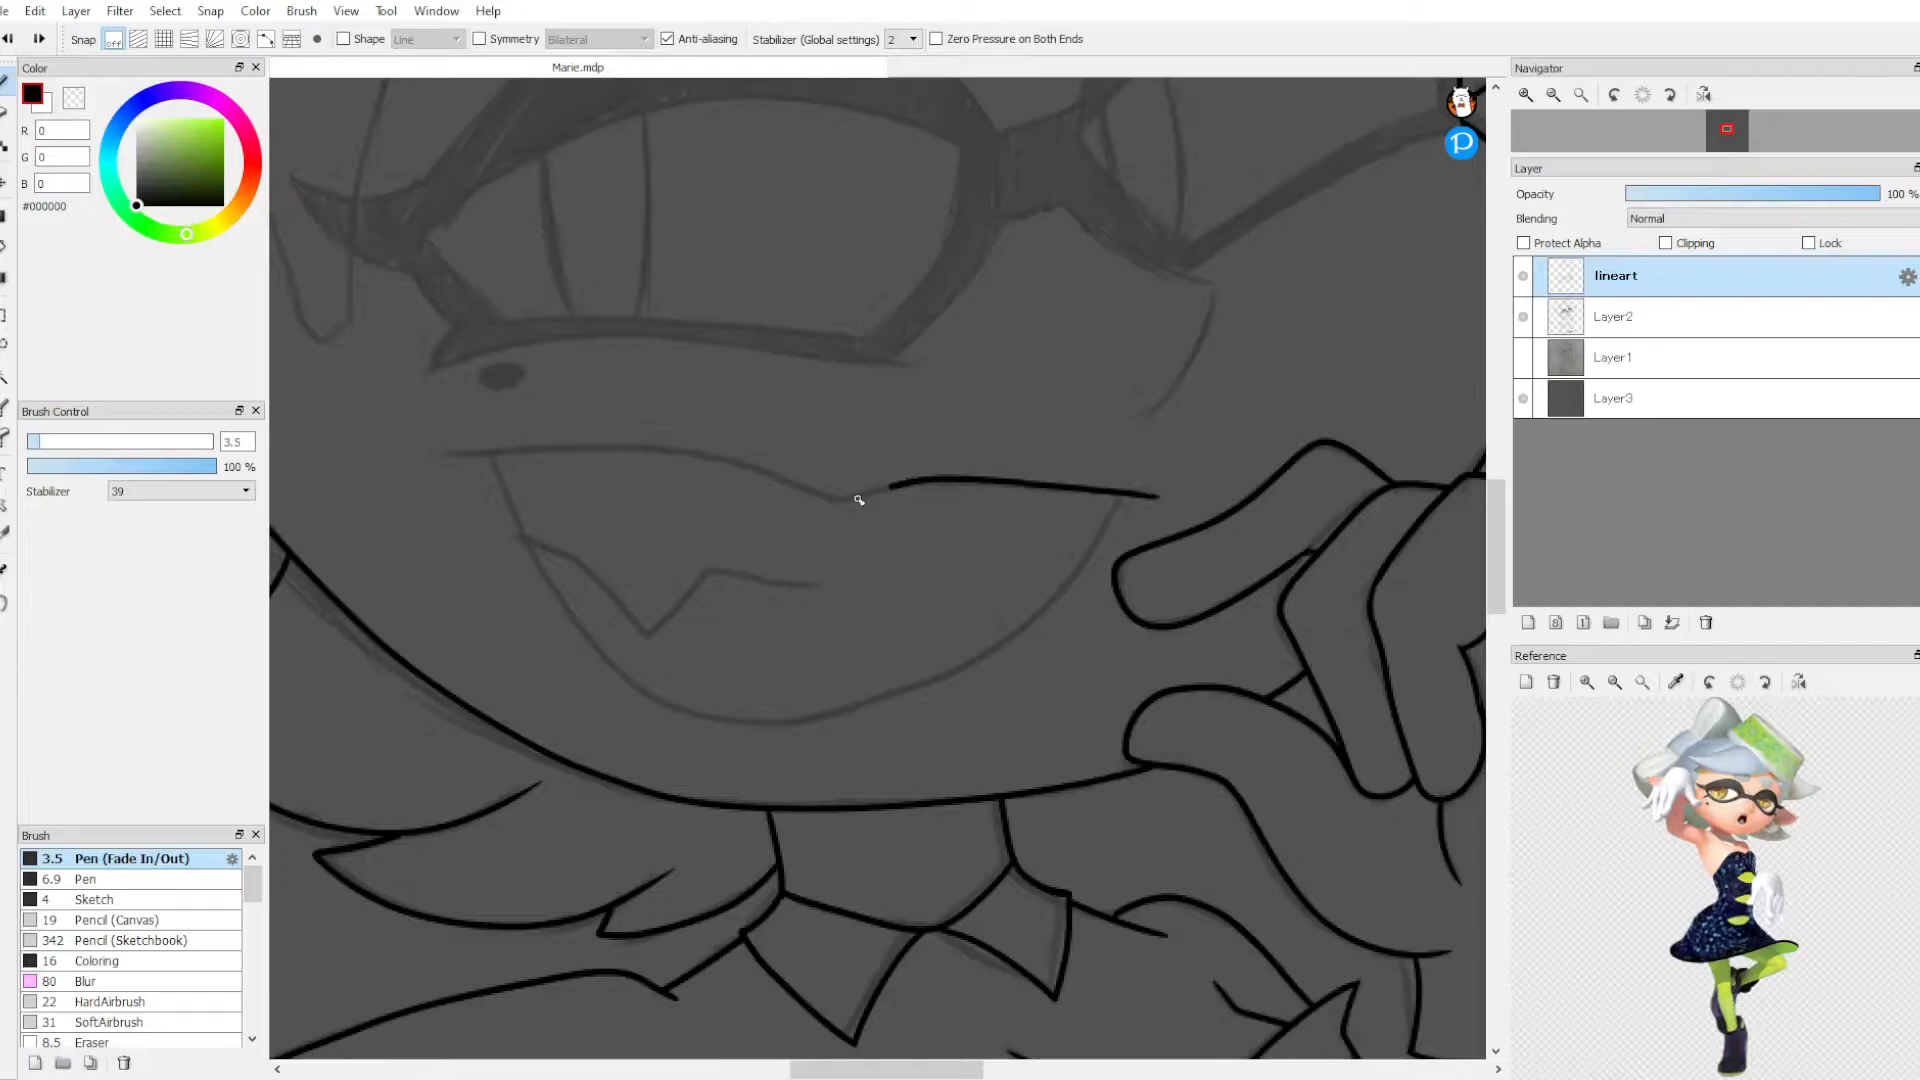 Edit Layer Filter Select Snap Color Brush View Tool Window Help
Snap off Shape Line Symmetry Bilateral Anti-aliasing Stabilizer (Global settings) 2 Zero Pressure on Both Ends
Color
Marie.mdp
Navigator
R 0
G 0
B 0
#000000
Layer
Opacity 100 %
Blending Normal
Protect Alpha Clipping Lock
lineart
Layer2
Layer1
Layer3
Brush Control
3.5
100 %
Stabilizer 39
Reference
Brush
3.5 Pen (Fade In/Out)
6.9 Pen
4 Sketch
19 Pencil (Canvas)
342 Pencil (Sketchbook)
16 Coloring
80 Blur
22 HardAirbrush
31 SoftAirbrush
8.5 Eraser